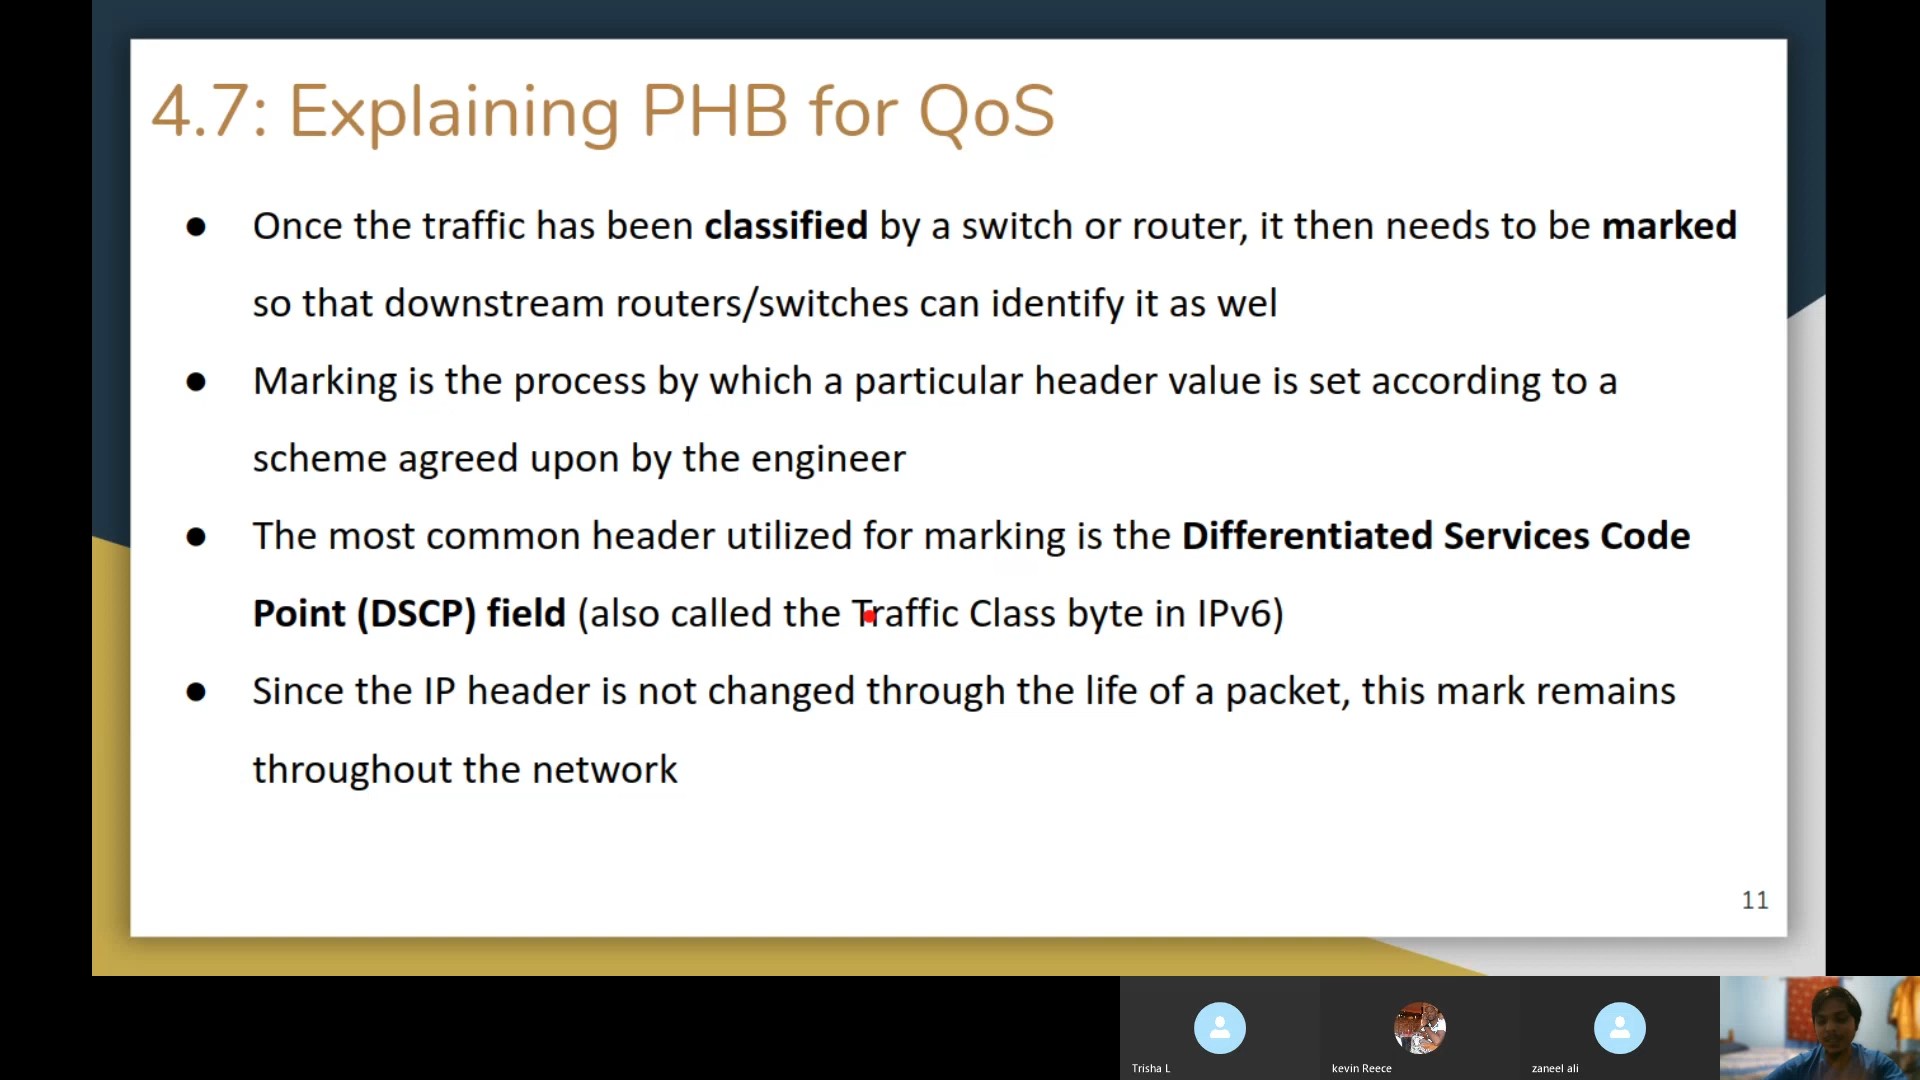 4.7: Explaining PHB for QoS
● Once the traffic has been classified by a switch or router, it then needs to be marked
so that downstream routers/switches can identify it as wel
● Marking is the process by which a particular header value is set according to a
scheme agreed upon by the engineer
● The most common header utilized for marking is the Differentiated Services Code
Point (DSCP) field (also called the Traffic Class byte in IPv6)
● Since the IP header is not changed through the life of a packet, this mark remains
throughout the network
11
Trisha L
kevin Reece
zaneel ali